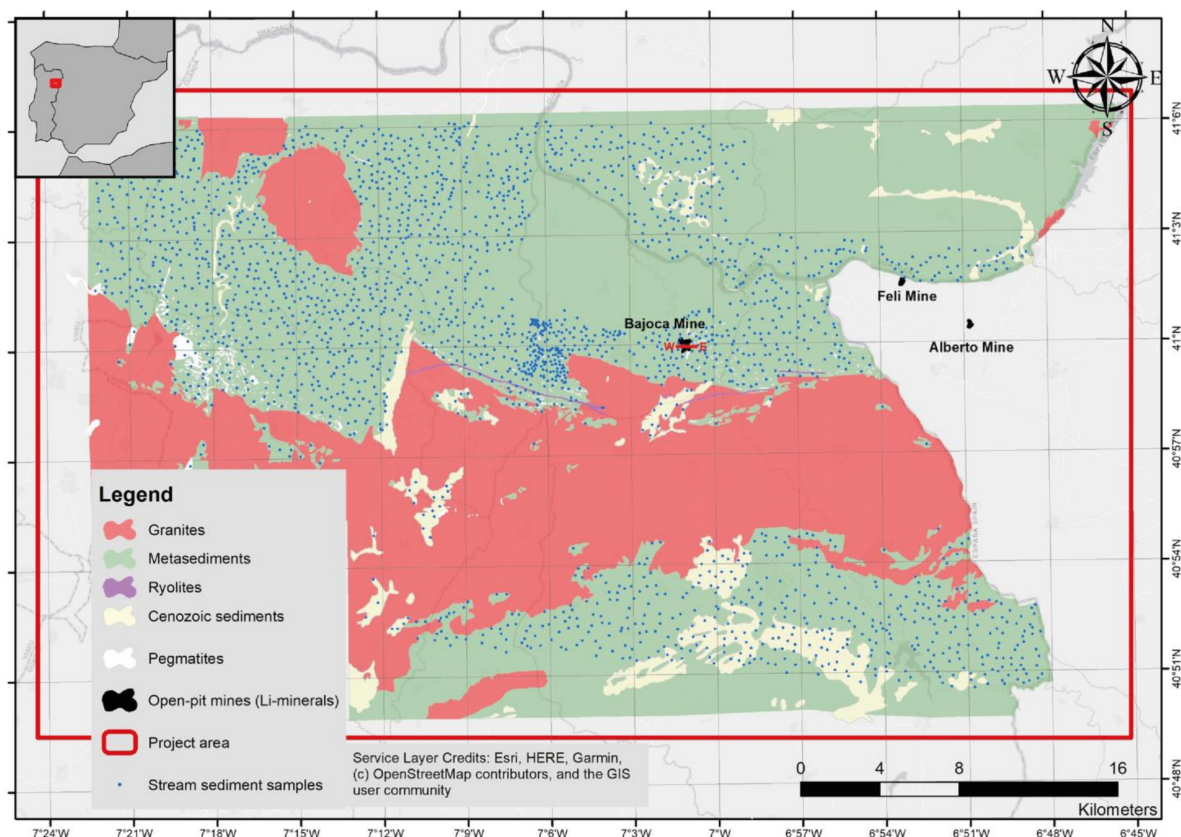 N
W E
S
41°6'N
41°3'N
41°N
40°57'N
40°54'N
40°51'N
40°48'N
Feli Mine
Bajoca Mine
W E
Alberto Mine
ESPAÑA SPAIN
Legend
Granites
Metasediments
Ryolites
Cenozoic sediments
Pegmatites
Open-pit mines (Li-minerals)
Project area
Stream sediment samples
Service Layer Credits: Esri, HERE, Garmin,
(c) OpenStreetMap contributors, and the GIS
user community
0 4 8 16
Kilometers
7°24'W 7°21'W 7°18'W 7°15'W 7°12'W 7°9'W 7°6'W 7°3'W 7°W 6°57'W 6°54'W 6°51'W 6°48'W 6°45'W